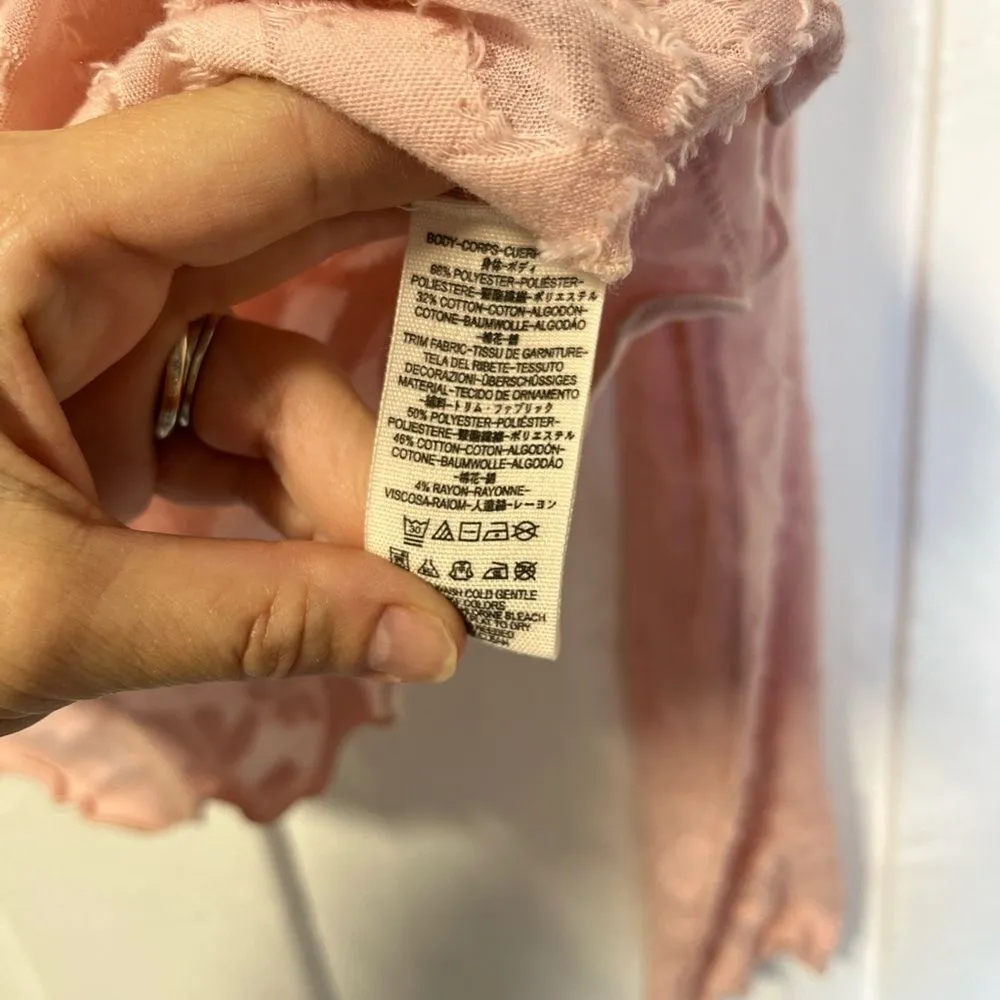 BODY-CORPS-CUER
身体-ボディ
68% POLYESTER-POLIÉSTER-
POLIESTERE-聚酯纖維-ポリエステル
32% COTTON-COTON-ALGODÓN-
COTONE-BAUMWOLLE-ALGODÃO
-棉花-綿
TRIM FABRIC-TISSU DE GARNITURE-
TELA DEL RIBETE-TESSUTO
DECORAZIONI-ÜBERSCHÜSSIGES
MATERIAL-TECIDO DE ORNAMENTO
-輔料-トリム・ファブリック
50% POLYESTER-POLIÉSTER-
POLIESTERE-聚酯纖維-ポリエステル
46% COTTON-COTON-ALGODÓN-
COTONE-BAUMWOLLE-ALGODÃO
-棉花-綿
4% RAYON-RAYONNE-
VISCOSA-RAIOM-人造絲-レーヨン
30
COLD GENTLE
COLORS
BLEACH
FLAT TO DRY
NEEDED